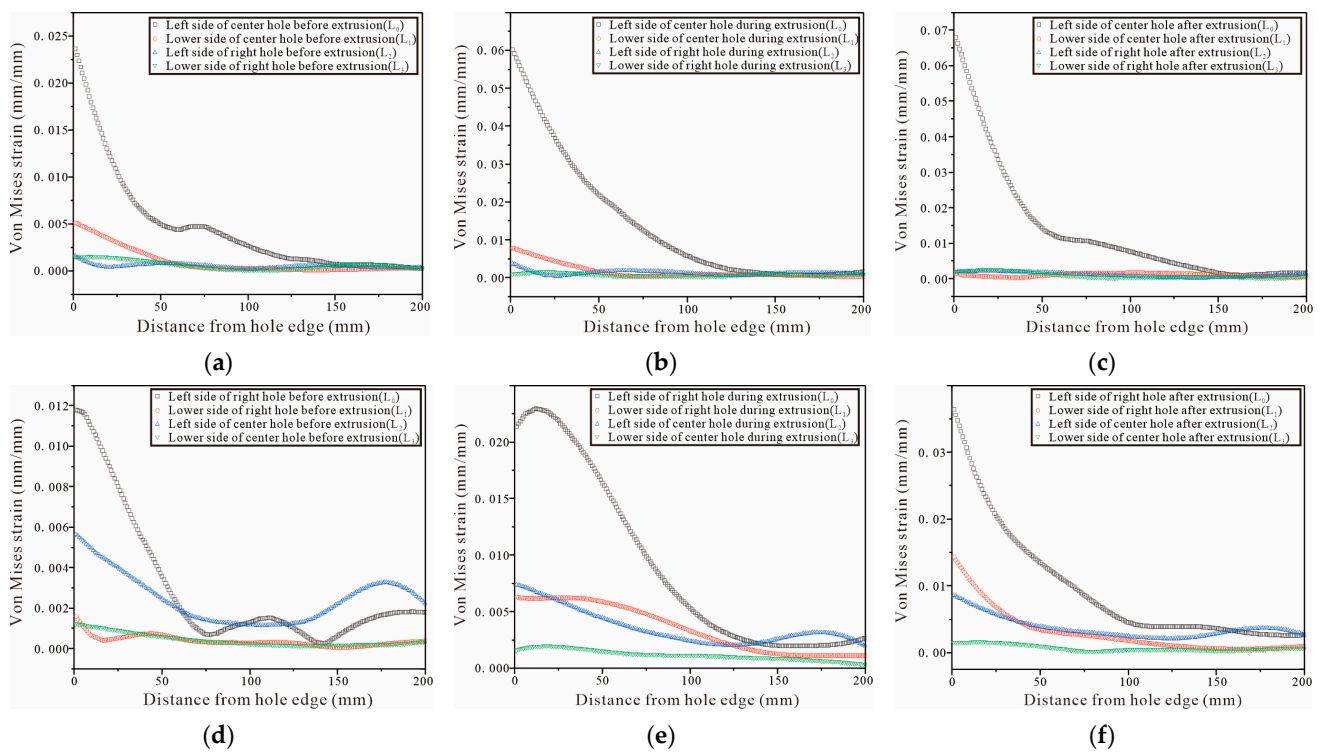 Left side of center hole before extrusion(L₀)
Lower side of center hole before extrusion(L₁)
Left side of right hole before extrusion(L₂)
Lower side of right hole before extrusion(L₃)
0. 025
0. 020
0. 015
0. 010
0. 005
0. 000
Von Mises strain (mm/mm)
0
50
100
150
200
Distance from hole edge (mm)
(a)
Left side of center hole during extrusion(L₀)
Lower side of center hole during extrusion(L₁)
Left side of right hole during extrusion(L₂)
Lower side of right hole during extrusion(L₃)
0. 06
0. 05
0. 04
0. 03
0. 02
0. 01
0. 00
Von Mises strain (mm/mm)
0
50
100
150
200
Distance from hole edge (mm)
(b)
Left side of center hole after extrusion(L₀)
Lower side of center hole after extrusion(L₁)
Left side of right hole after extrusion(L₂)
Lower side of right hole after extrusion(L₃)
0. 07
0. 06
0. 05
0. 04
0. 03
0. 02
0. 01
0. 00
Von Mises strain (mm/mm)
0
50
100
150
200
Distance from hole edge (mm)
(c)
Left side of right hole before extrusion(L₀)
Lower side of right hole before extrusion(L₁)
Left side of center hole before extrusion(L₂)
Lower side of center hole before extrusion(L₃)
0. 012
0. 010
0. 008
0. 006
0. 004
0. 002
0. 000
Von Mises strain (mm/mm)
0
50
100
150
200
Distance from hole edge (mm)
(d)
Left side of right hole during extrusion(L₀)
Lower side of right hole during extrusion(L₁)
Left side of center hole during extrusion(L₂)
Lower side of center hole during extrusion(L₃)
0. 020
0. 015
0. 010
0. 005
0. 000
Von Mises strain (mm/mm)
0
50
100
150
200
Distance from hole edge (mm)
(e)
Left side of right hole after extrusion(L₀)
Lower side of right hole after extrusion(L₁)
Left side of center hole after extrusion(L₂)
Lower side of center hole after extrusion(L₃)
0. 03
0. 02
0. 01
0. 00
Von Mises strain (mm/mm)
0
50
100
150
200
Distance from hole edge (mm)
(f)